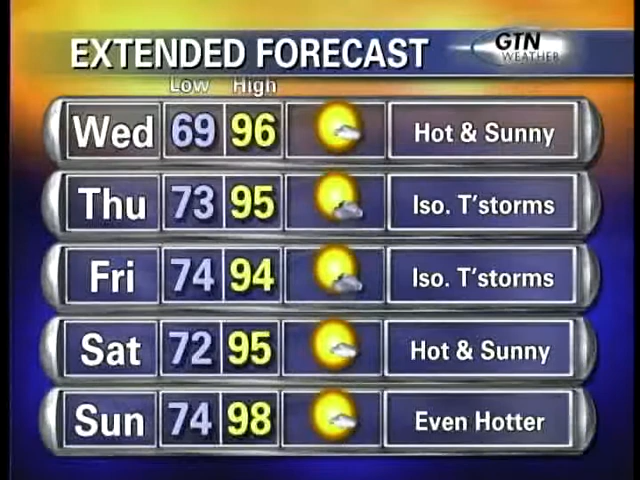 EXTENDED FORECAST
GTN
WEATHER
Low High
Wed 69 96 Hot & Sunny
Thu 73 95 Iso. T'storms
Fri 74 94 Iso. T'storms
Sat 72 95 Hot & Sunny
Sun 74 98 Even Hotter